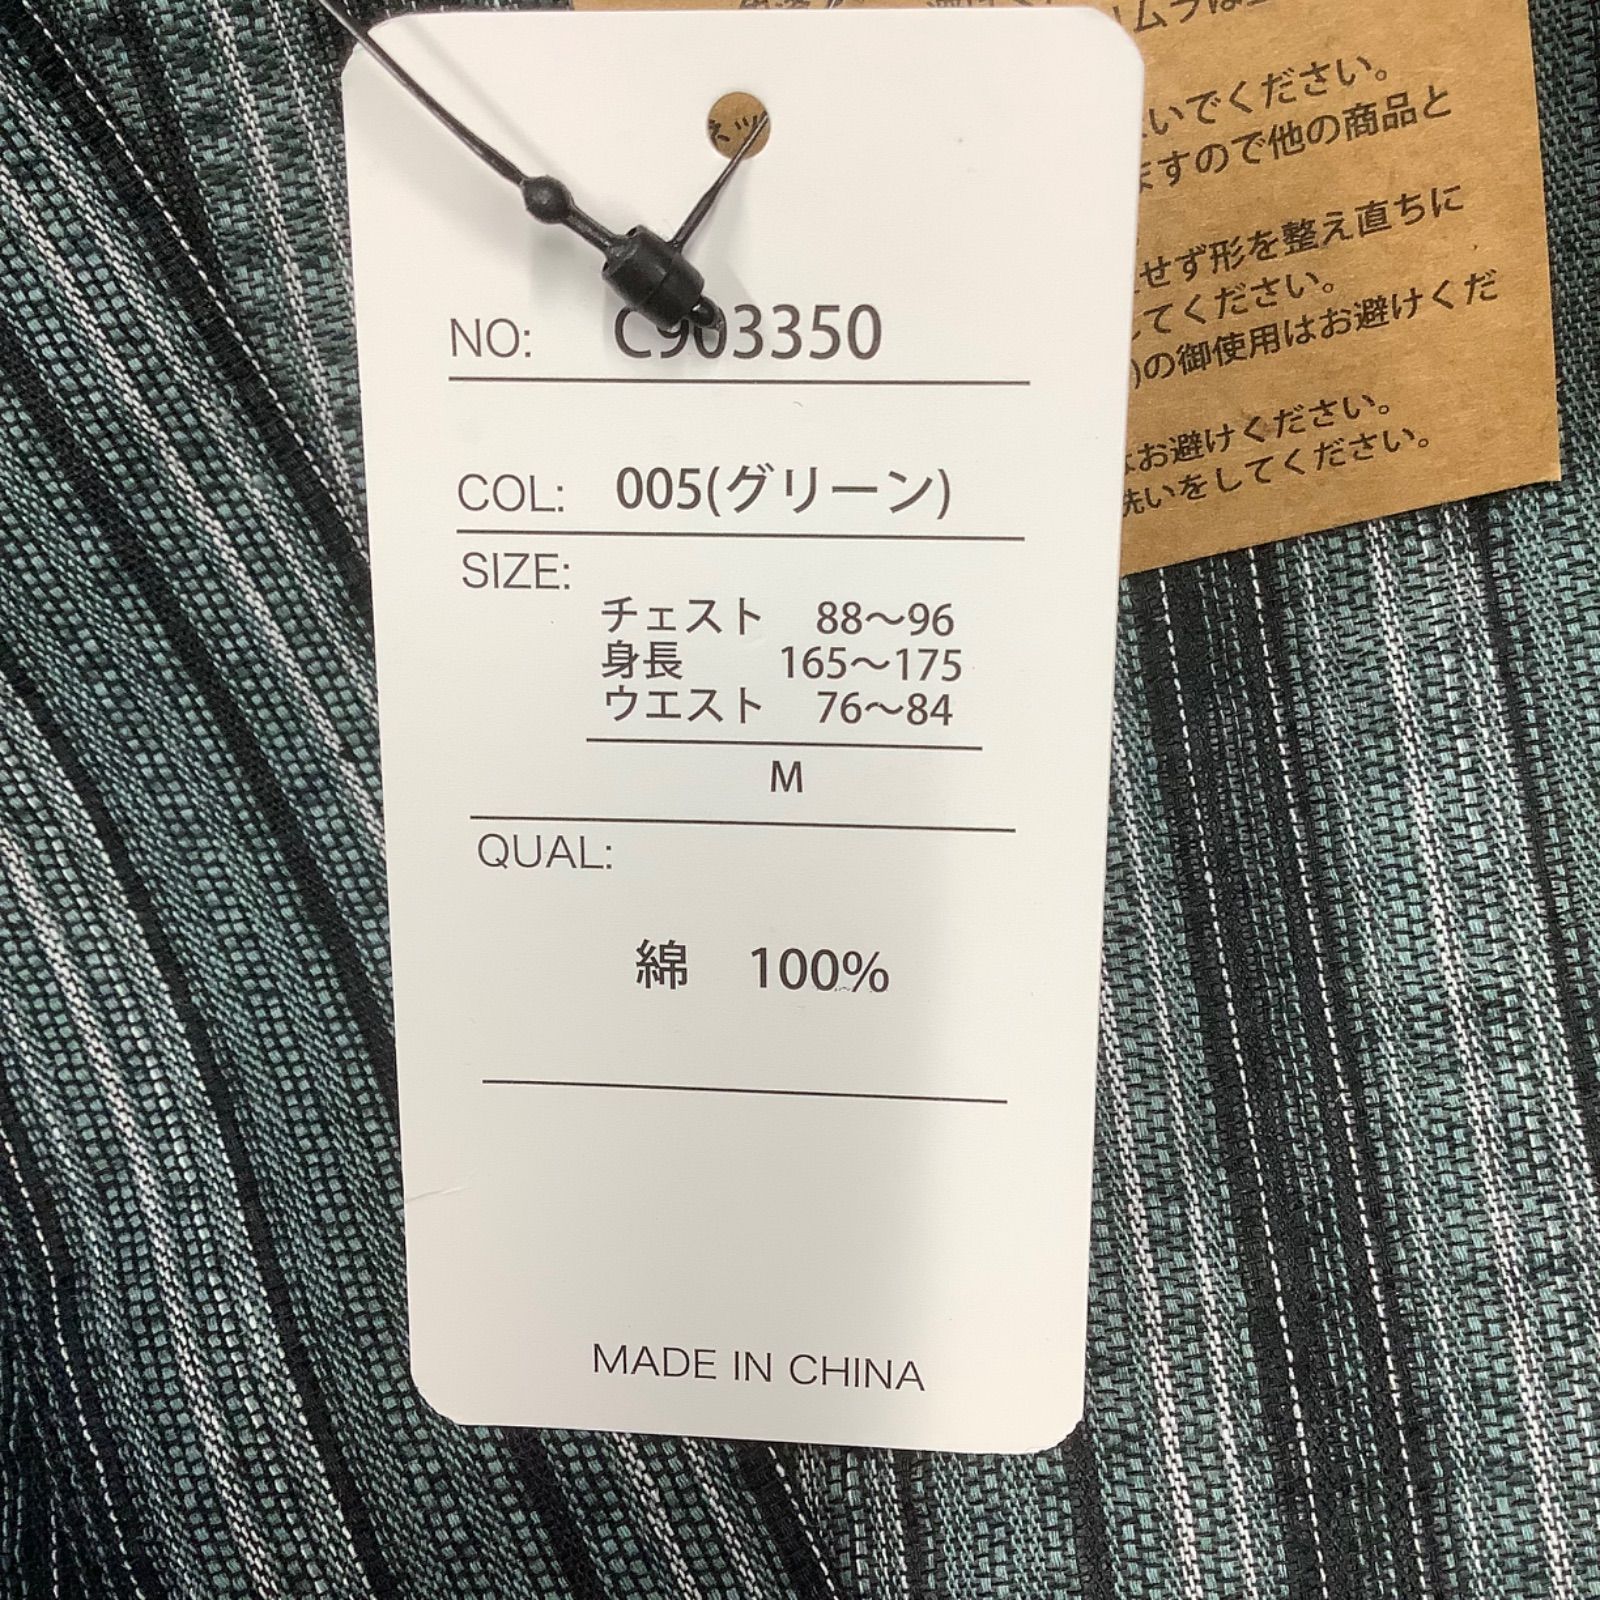 NO: C903350
COL: 005(グリーン)
SIZE:
チェスト 88〜96
身長 165〜175
ウエスト 76〜84
M
QUAL:
綿 100%
MADE IN CHINA
いでください。
ますので他の商品と
せず形を整え直ちに
してください。
)の御使用はお避けくだ
はお避けください。
洗いをしてください。